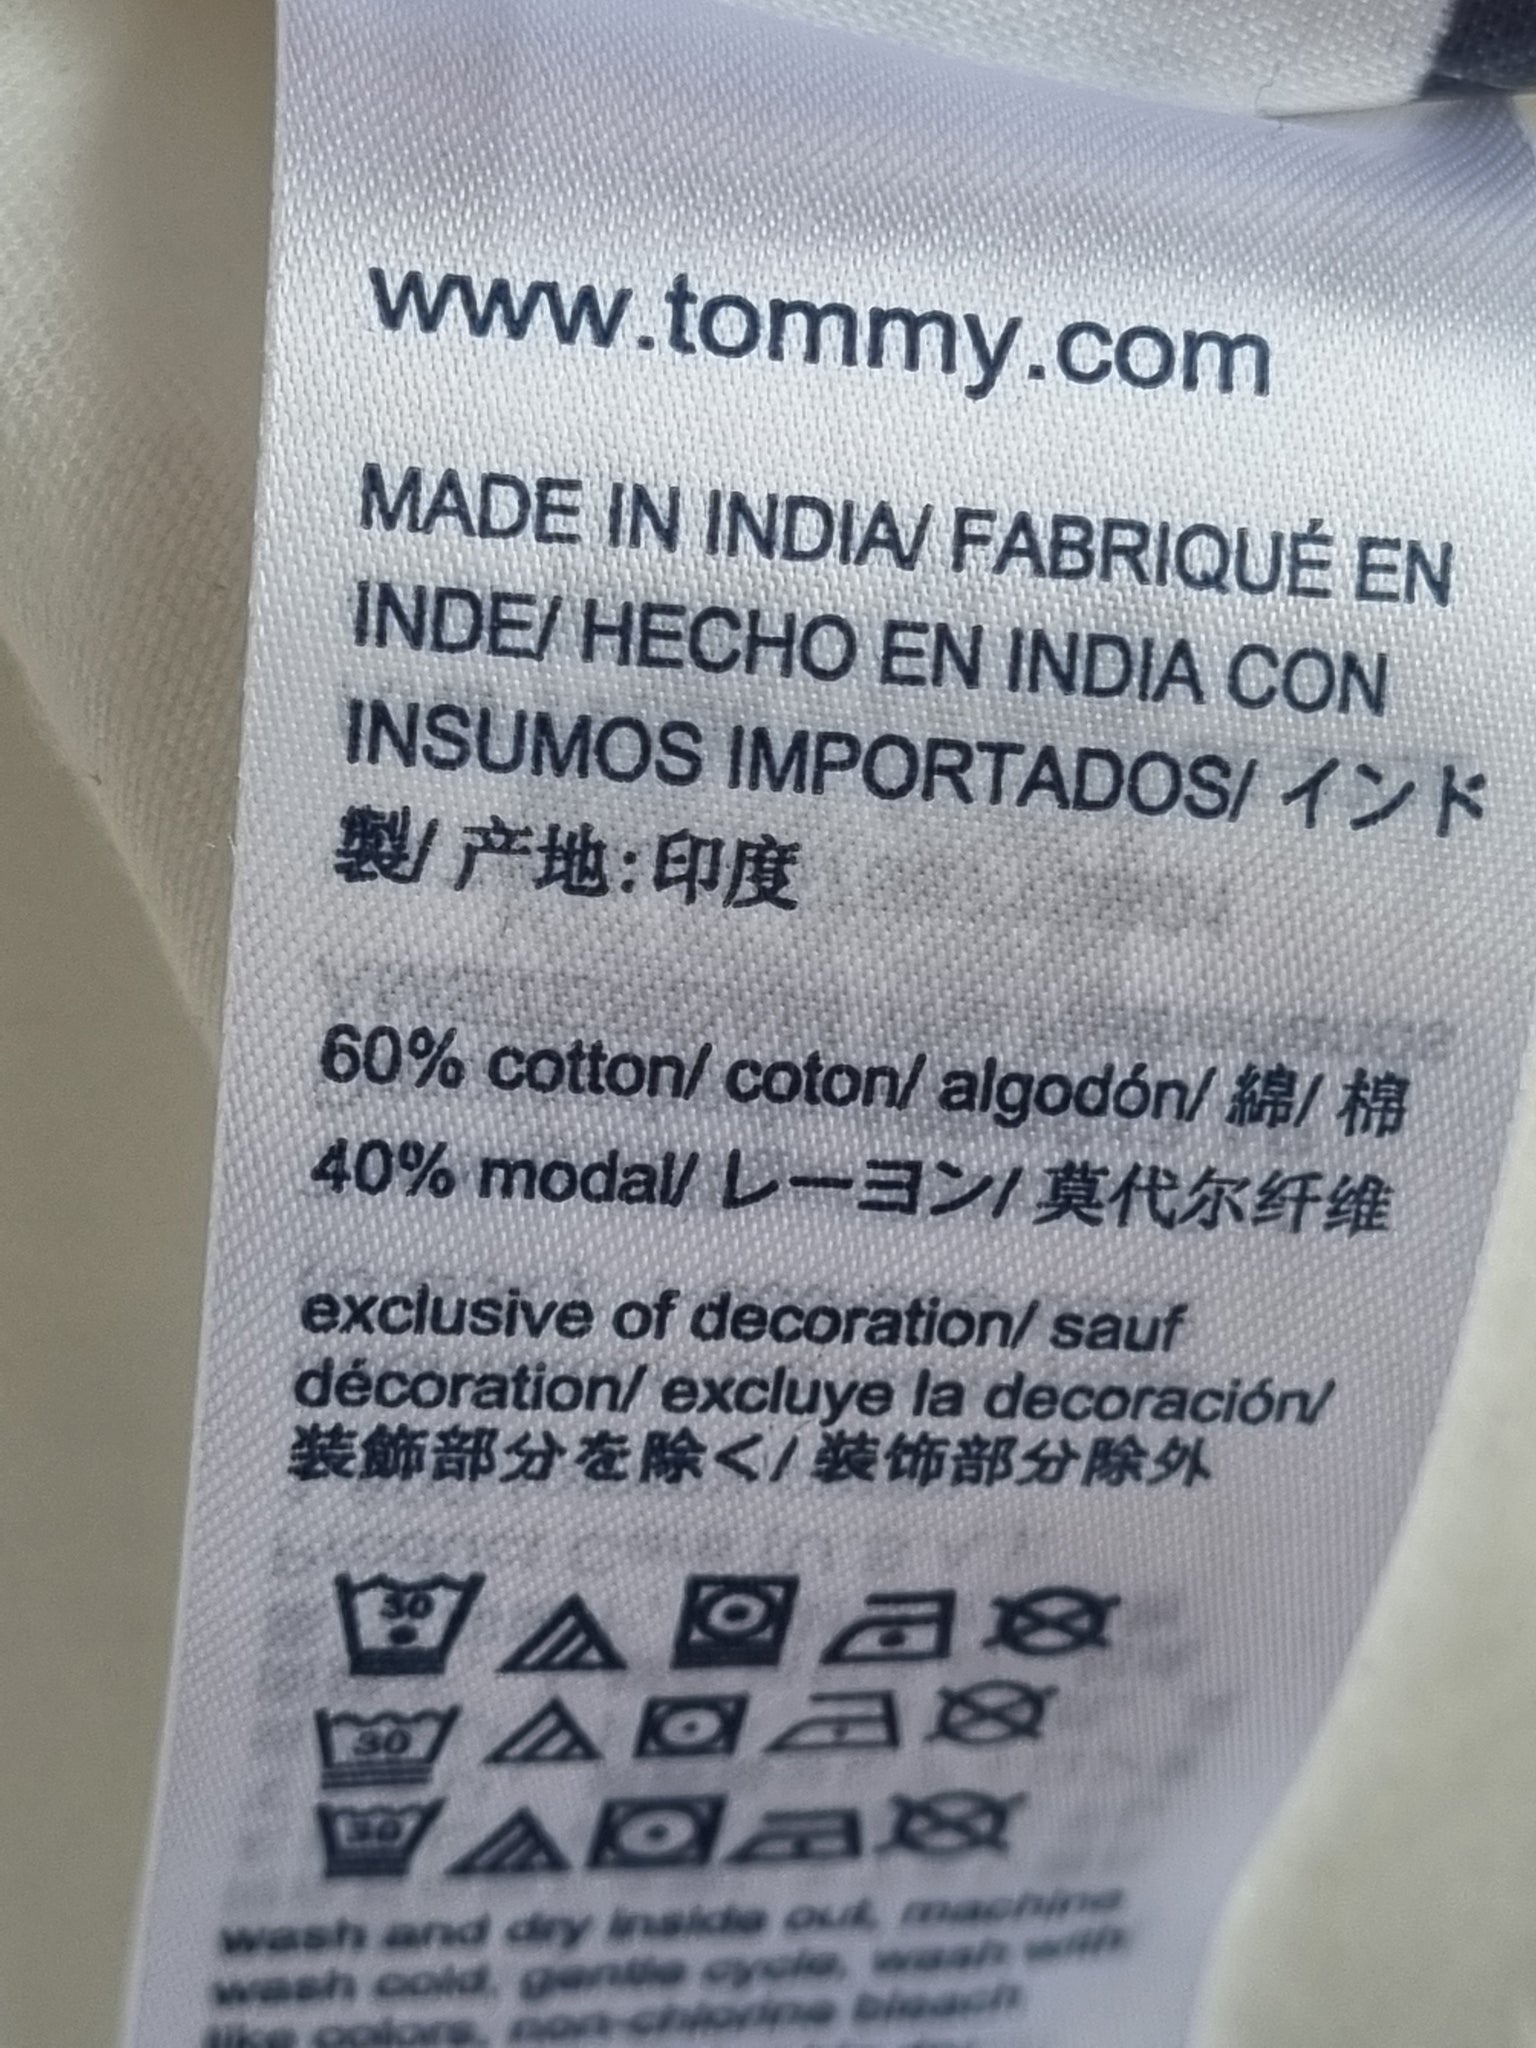 www.tommy.com
MADE IN INDIA/ FABRIQUÉ EN
INDE/ HECHO EN INDIA CON
INSUMOS IMPORTADOS/ インド
製/ 产地:印度
60% cotton/ coton/ algodón/ 綿/ 棉
40% modal/ レーヨン/ 莫代尔纤维
exclusive of decoration/ sauf
décoration/ excluye la decoración/
装飾部分を除く/ 装饰部分除外
30
30
30
wash and dry inside out, machine
wash cold, gentle cycle, wash with
like colors, non-chlorine bleach